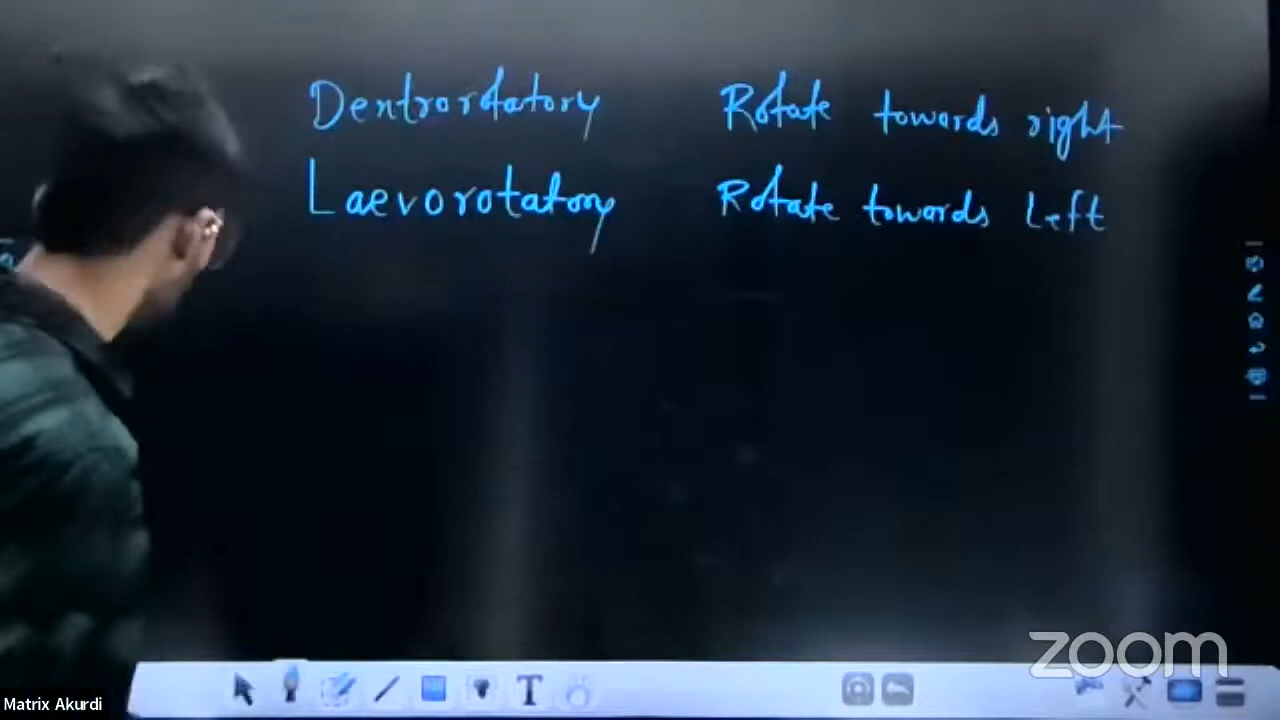 Dentrorotatory Rotate towards right
Laevorotatory Rotate towards Left
T
zoom
Matrix Akurdi